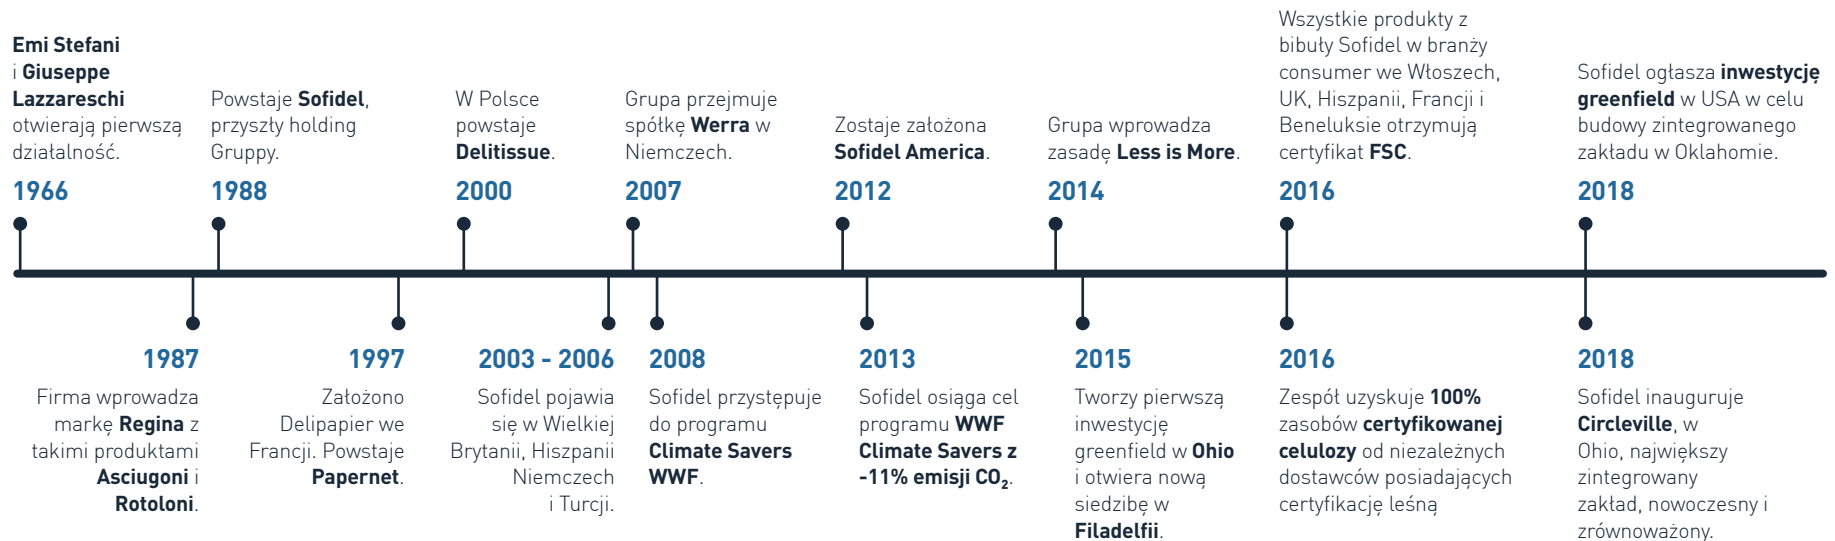 Emi Stefani
i Giuseppe
Lazzareschi
otwierają pierwszą
działalność.
1966
Powstaje Sofidel,
przyszły holding
Gruppy.
1988
W Polsce
powstaje
Delitissue.
2000
Grupa przejmuje
spółkę Werra w
Niemczech.
2007
Zostaje założona
Sofidel America.
2012
Grupa wprowadza
zasadę Less is More.
2014
Wszystkie produkty z
bibuły Sofidel w branży
consumer we Włoszech,
UK, Hiszpanii, Francji i
Beneluksie otrzymują
certyfikat FSC.
2016
Sofidel ogłasza inwestycję
greenfield w USA w celu
budowy zintegrowanego
zakładu w Oklahomie.
2018
1987
Firma wprowadza
markę Regina z
takimi produktami
Asciugoni i
Rotoloni.
1997
Założono
Delipapier we
Francji. Powstaje
Papernet.
2003 - 2006
Sofidel pojawia
się w Wielkiej
Brytanii, Hiszpanii
Niemczech
i Turcji.
2008
Sofidel przystępuje
do programu
Climate Savers
WWF.
2013
Sofidel osiąga cel
programu WWF
Climate Savers z
-11% emisji CO₂.
2015
Tworzy pierwszą
inwestycję
greenfield w Ohio
i otwiera nową
siedzibę w
Filadelfii.
2016
Zespół uzyskuje 100%
zasobów certyfikowanej
celulozy od niezależnych
dostawców posiadających
certyfikację leśną
2018
Sofidel inauguruje
Circleville, w
Ohio, największy
zintegrowany
zakład, nowoczesny i
zrównoważony.